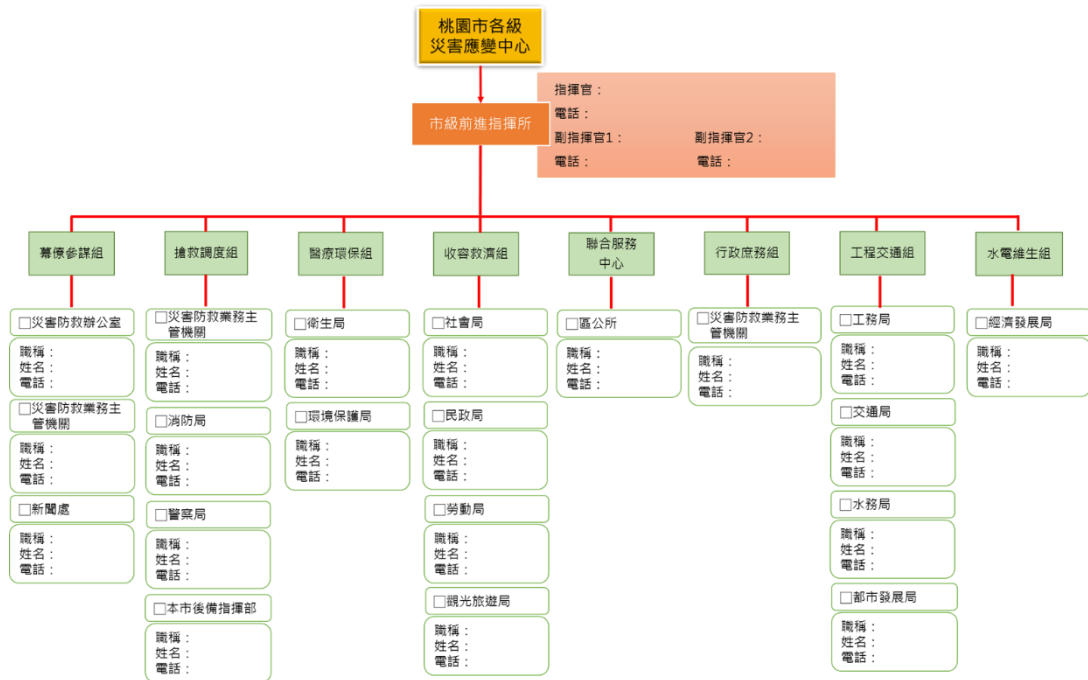 桃園市各級
災害應變中心
市級前進指揮所
指揮官：
電話：
副指揮官1： 副指揮官2：
電話： 電話：
幕僚參謀組
□災害防救辦公室
職稱：
姓名：
電話：
□災害防救業務主
管機關
職稱：
姓名：
電話：
□新聞處
職稱：
姓名：
電話：
搶救調度組
□災害防救業務主
管機關
職稱：
姓名：
電話：
□消防局
職稱：
姓名：
電話：
□警察局
職稱：
姓名：
電話：
□本市後備指揮部
職稱：
姓名：
電話：
醫療環保組
□衛生局
職稱：
姓名：
電話：
□環境保護局
職稱：
姓名：
電話：
收容救濟組
□社會局
職稱：
姓名：
電話：
□民政局
職稱：
姓名：
電話：
□勞動局
職稱：
姓名：
電話：
□觀光旅遊局
職稱：
姓名：
電話：
聯合服務
中心
□區公所
職稱：
姓名：
電話：
行政庶務組
□災害防救業務主
管機關
職稱：
姓名：
電話：
工程交通組
□工務局
職稱：
姓名：
電話：
□交通局
職稱：
姓名：
電話：
□水務局
職稱：
姓名：
電話：
□都市發展局
職稱：
姓名：
電話：
水電維生組
□經濟發展局
職稱：
姓名：
電話：